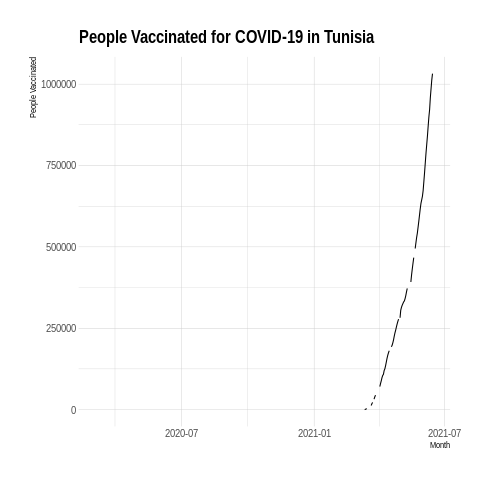 People Vaccinated for COVID-19 in Tunisia
People Vaccinated
1000000
750000
500000
250000
0
2020-07
2021-01
2021-07
Month